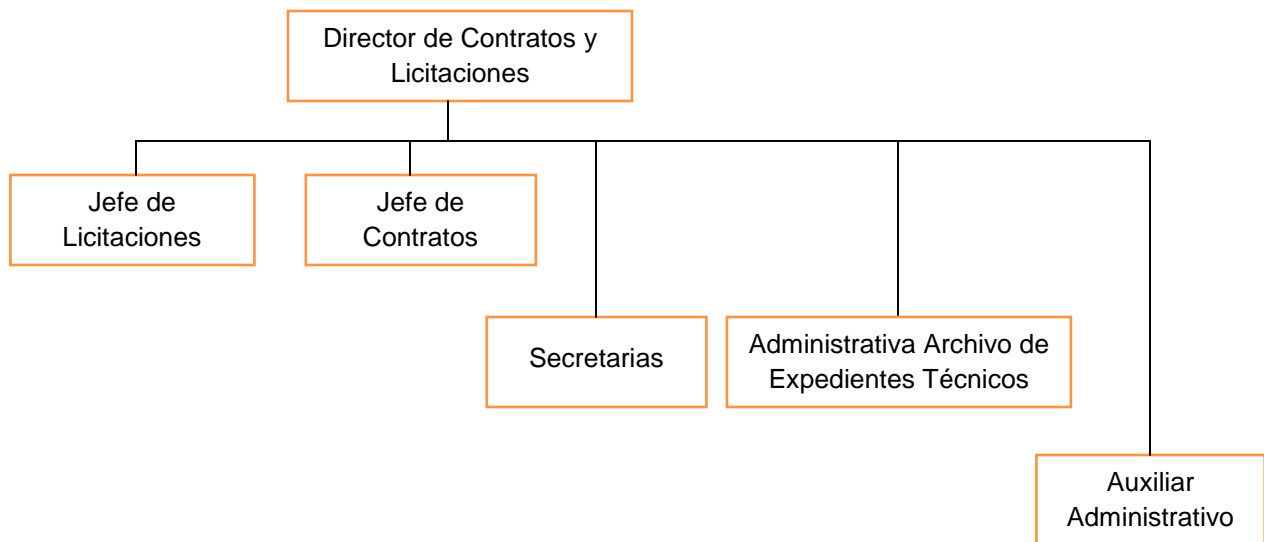 Director de Contratos y
Licitaciones
Jefe de
Licitaciones
Jefe de
Contratos
Secretarias
Administrativa Archivo de
Expedientes Técnicos
Auxiliar
Administrativo